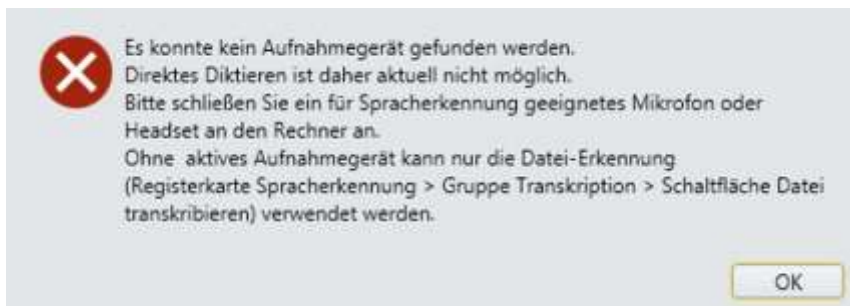 Es konnte kein Aufnahmegerät gefunden werden.
Direktes Diktieren ist daher aktuell nicht möglich.
Bitte schließen Sie ein für Spracherkennung geeignetes Mikrofon oder
Headset an den Rechner an.
Ohne aktives Aufnahmegerät kann nur die Datei-Erkennung
(Registerkarte Spracherkennung > Gruppe Transkription > Schaltfläche Datei
transkribieren) verwendet werden.
OK